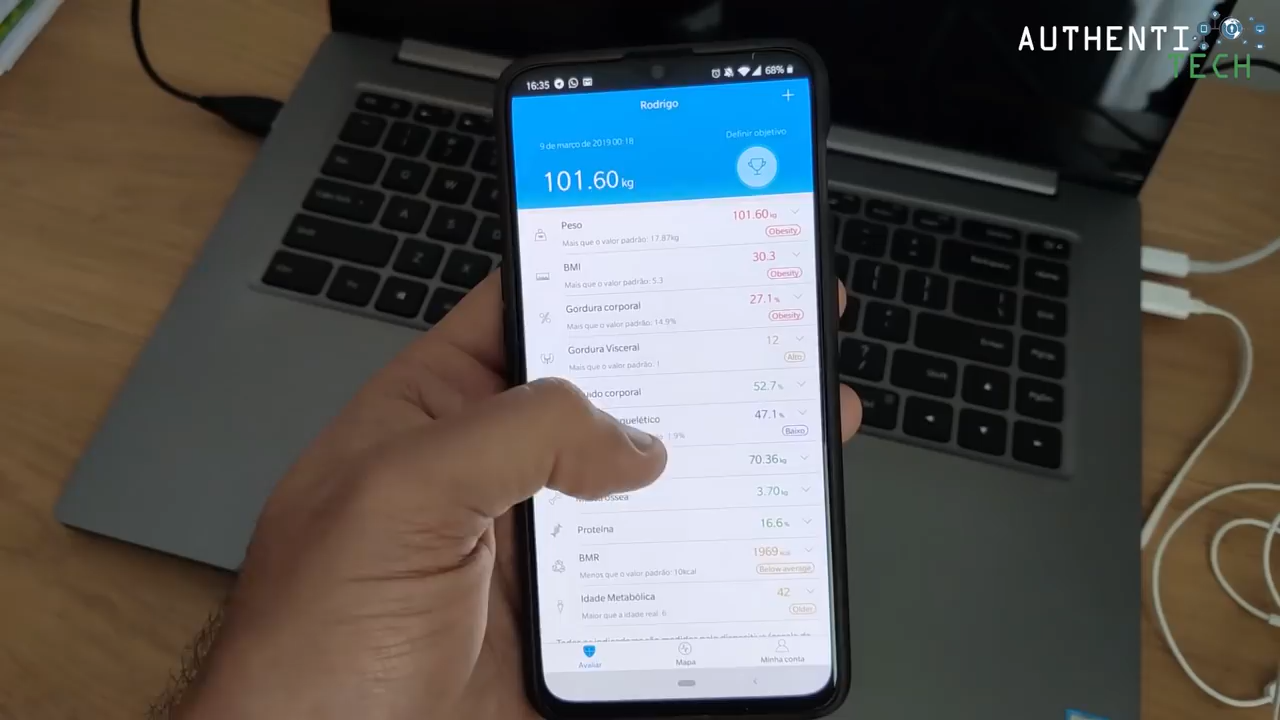 AUTHENTI
TECH
16:35
68%
Rodrigo
+
9 de março de 2019 00:18
Definir objetivo
101.60 kg
Peso
101.60 kg
Mais que o valor padrão: 17.87kg
Obesity
BMI
30.3
Mais que o valor padrão: 5.3
Obesity
Gordura corporal
27.1 %
Mais que o valor padrão: 14.9%
Obesity
Gordura Visceral
12
Mais que o valor padrão: 1
Alto
corporal
52.7 %
47.1 %
1.9%
Baixo
70.36 kg
3.70 kg
Proteína
16.6 %
BMR
1969
Menos que o valor padrão: 10kcal
Below average
Idade Metabólica
42
Maior que a idade real: 6
Older
Avaliar
Mapa
Minha conta